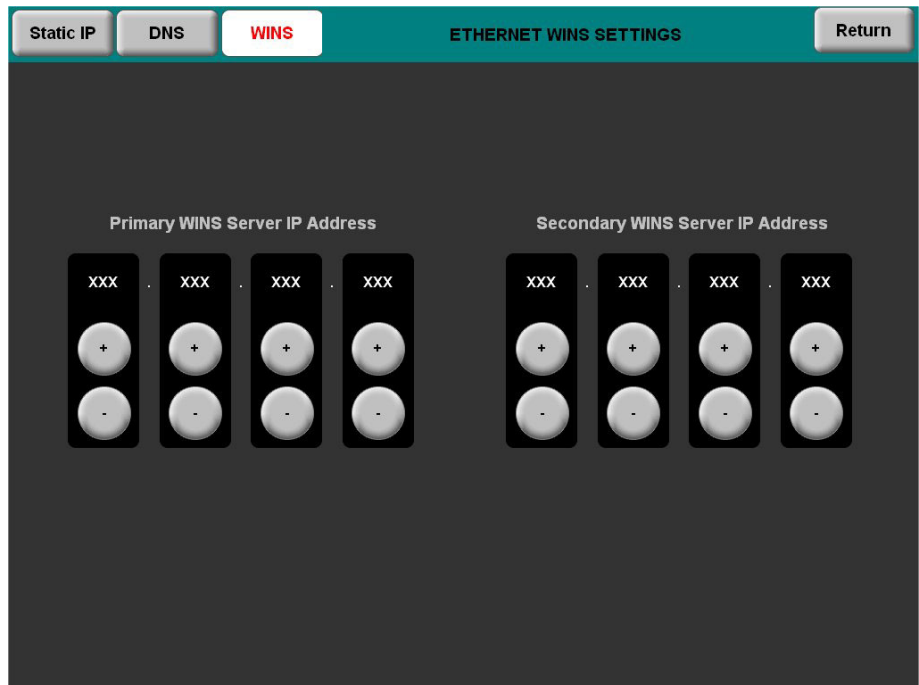 Static IP DNS WINS ETHERNET WINS SETTINGS Return
Primary WINS Server IP Address
XXX . XXX . XXX . XXX
+ + + +
- - - -
Secondary WINS Server IP Address
XXX . XXX . XXX . XXX
+ + + +
- - - -